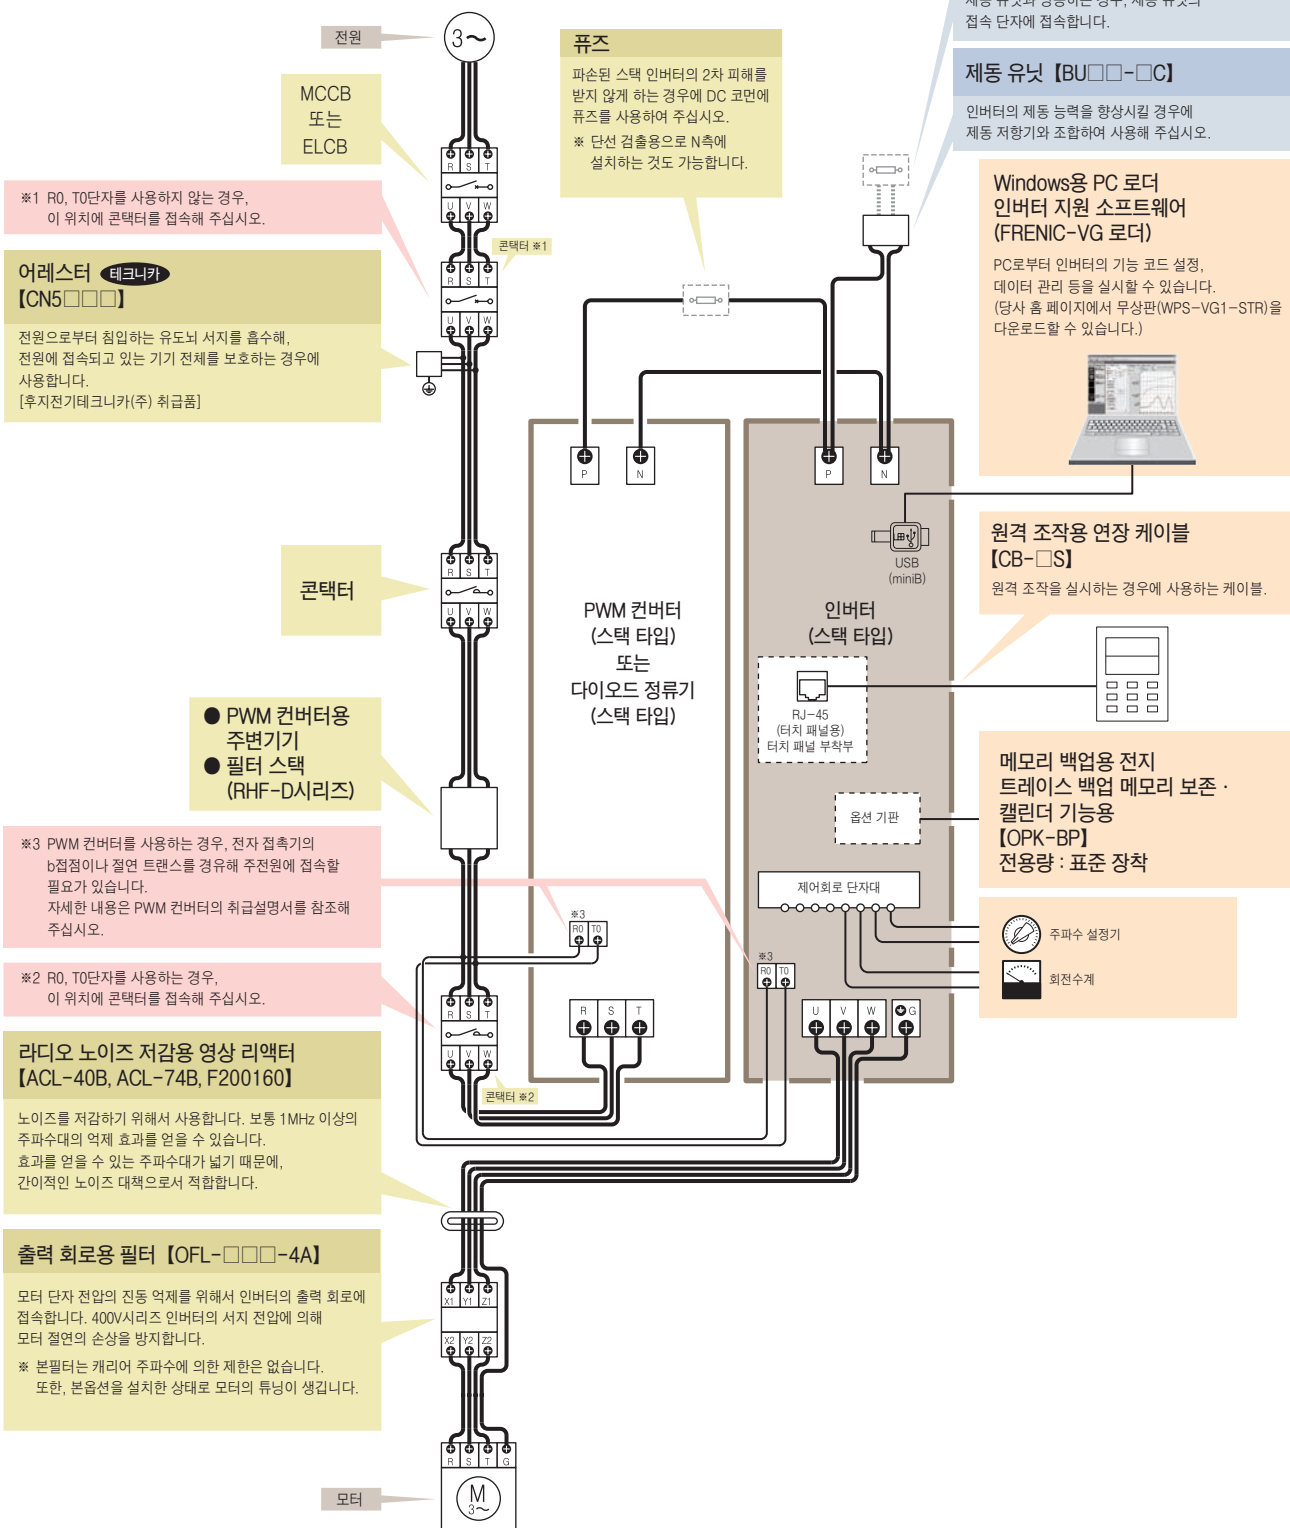 제동 유닛과 병용하는 경우, 제동 유닛의
접속 단자에 접속합니다.
제동 유닛【BU□□-□C】
인버터의 제동 능력을 향상시킬 경우에
제동 저항기와 조합하여 사용해 주십시오.
전원
3~
퓨즈
파손된 스택 인버터의 2차 피해를
받지 않게 하는 경우에 DC 코먼에
퓨즈를 사용하여 주십시오.
※ 단선 검출용으로 N측에
설치하는 것도 가능합니다.
MCCB
또는
ELCB
R S T
U V W
※1 R0, T0단자를 사용하지 않는 경우,
이 위치에 콘택터를 접속해 주십시오.
콘택터 ※1
R S T
U V W
어레스터 테크니카
【CN5□□□】
전원으로부터 침입하는 유도뇌 서지를 흡수해,
전원에 접속되고 있는 기기 전체를 보호하는 경우에
사용합니다.
[후지전기테크니카(주) 취급품]
Windows용 PC 로더
인버터 지원 소프트웨어
(FRENIC-VG 로더)
PC로부터 인버터의 기능 코드 설정,
데이터 관리 등을 실시할 수 있습니다.
(당사 홈 페이지에서 무상판(WPS-VG1-STR)을
다운로드할 수 있습니다.)
P N
P N
USB
(miniB)
원격 조작용 연장 케이블
【CB-□S】
원격 조작을 실시하는 경우에 사용하는 케이블.
콘택터
R S T
U V W
PWM 컨버터
(스택 타입)
또는
다이오드 정류기
(스택 타입)
인버터
(스택 타입)
RJ-45
(터치 패널용)
터치 패널 부착부
● PWM 컨버터용
주변기기
● 필터 스택
(RHF-D시리즈)
옵션 기판
메모리 백업용 전지
트레이스 백업 메모리 보존 ·
캘린더 기능용
【OPK-BP】
전용량 : 표준 장착
※3 PWM 컨버터를 사용하는 경우, 전자 접촉기의
b접점이나 절연 트랜스를 경유해 주전원에 접속할
필요가 있습니다.
자세한 내용은 PWM 컨버터의 취급설명서를 참조해
주십시오.
제어회로 단자대
주파수 설정기
회전수계
※3
R0 T0
※3
R0 T0
※2 R0, T0단자를 사용하는 경우,
이 위치에 콘택터를 접속해 주십시오.
R S T
U V W
콘택터 ※2
R S T
U V W G
라디오 노이즈 저감용 영상 리액터
【ACL-40B, ACL-74B, F200160】
노이즈를 저감하기 위해서 사용합니다. 보통 1MHz 이상의
주파수대의 억제 효과를 얻을 수 있습니다.
효과를 얻을 수 있는 주파수대가 넓기 때문에,
간이적인 노이즈 대책으로서 적합합니다.
출력 회로용 필터【OFL-□□□-4A】
모터 단자 전압의 진동 억제를 위해서 인버터의 출력 회로에
접속합니다. 400V시리즈 인버터의 서지 전압에 의해
모터 절연의 손상을 방지합니다.
※ 본필터는 캐리어 주파수에 의한 제한은 없습니다.
또한, 본옵션을 설치한 상태로 모터의 튜닝이 생깁니다.
X1 Y1 Z1
X2 Y2 Z2
R S T G
모터
M
3~